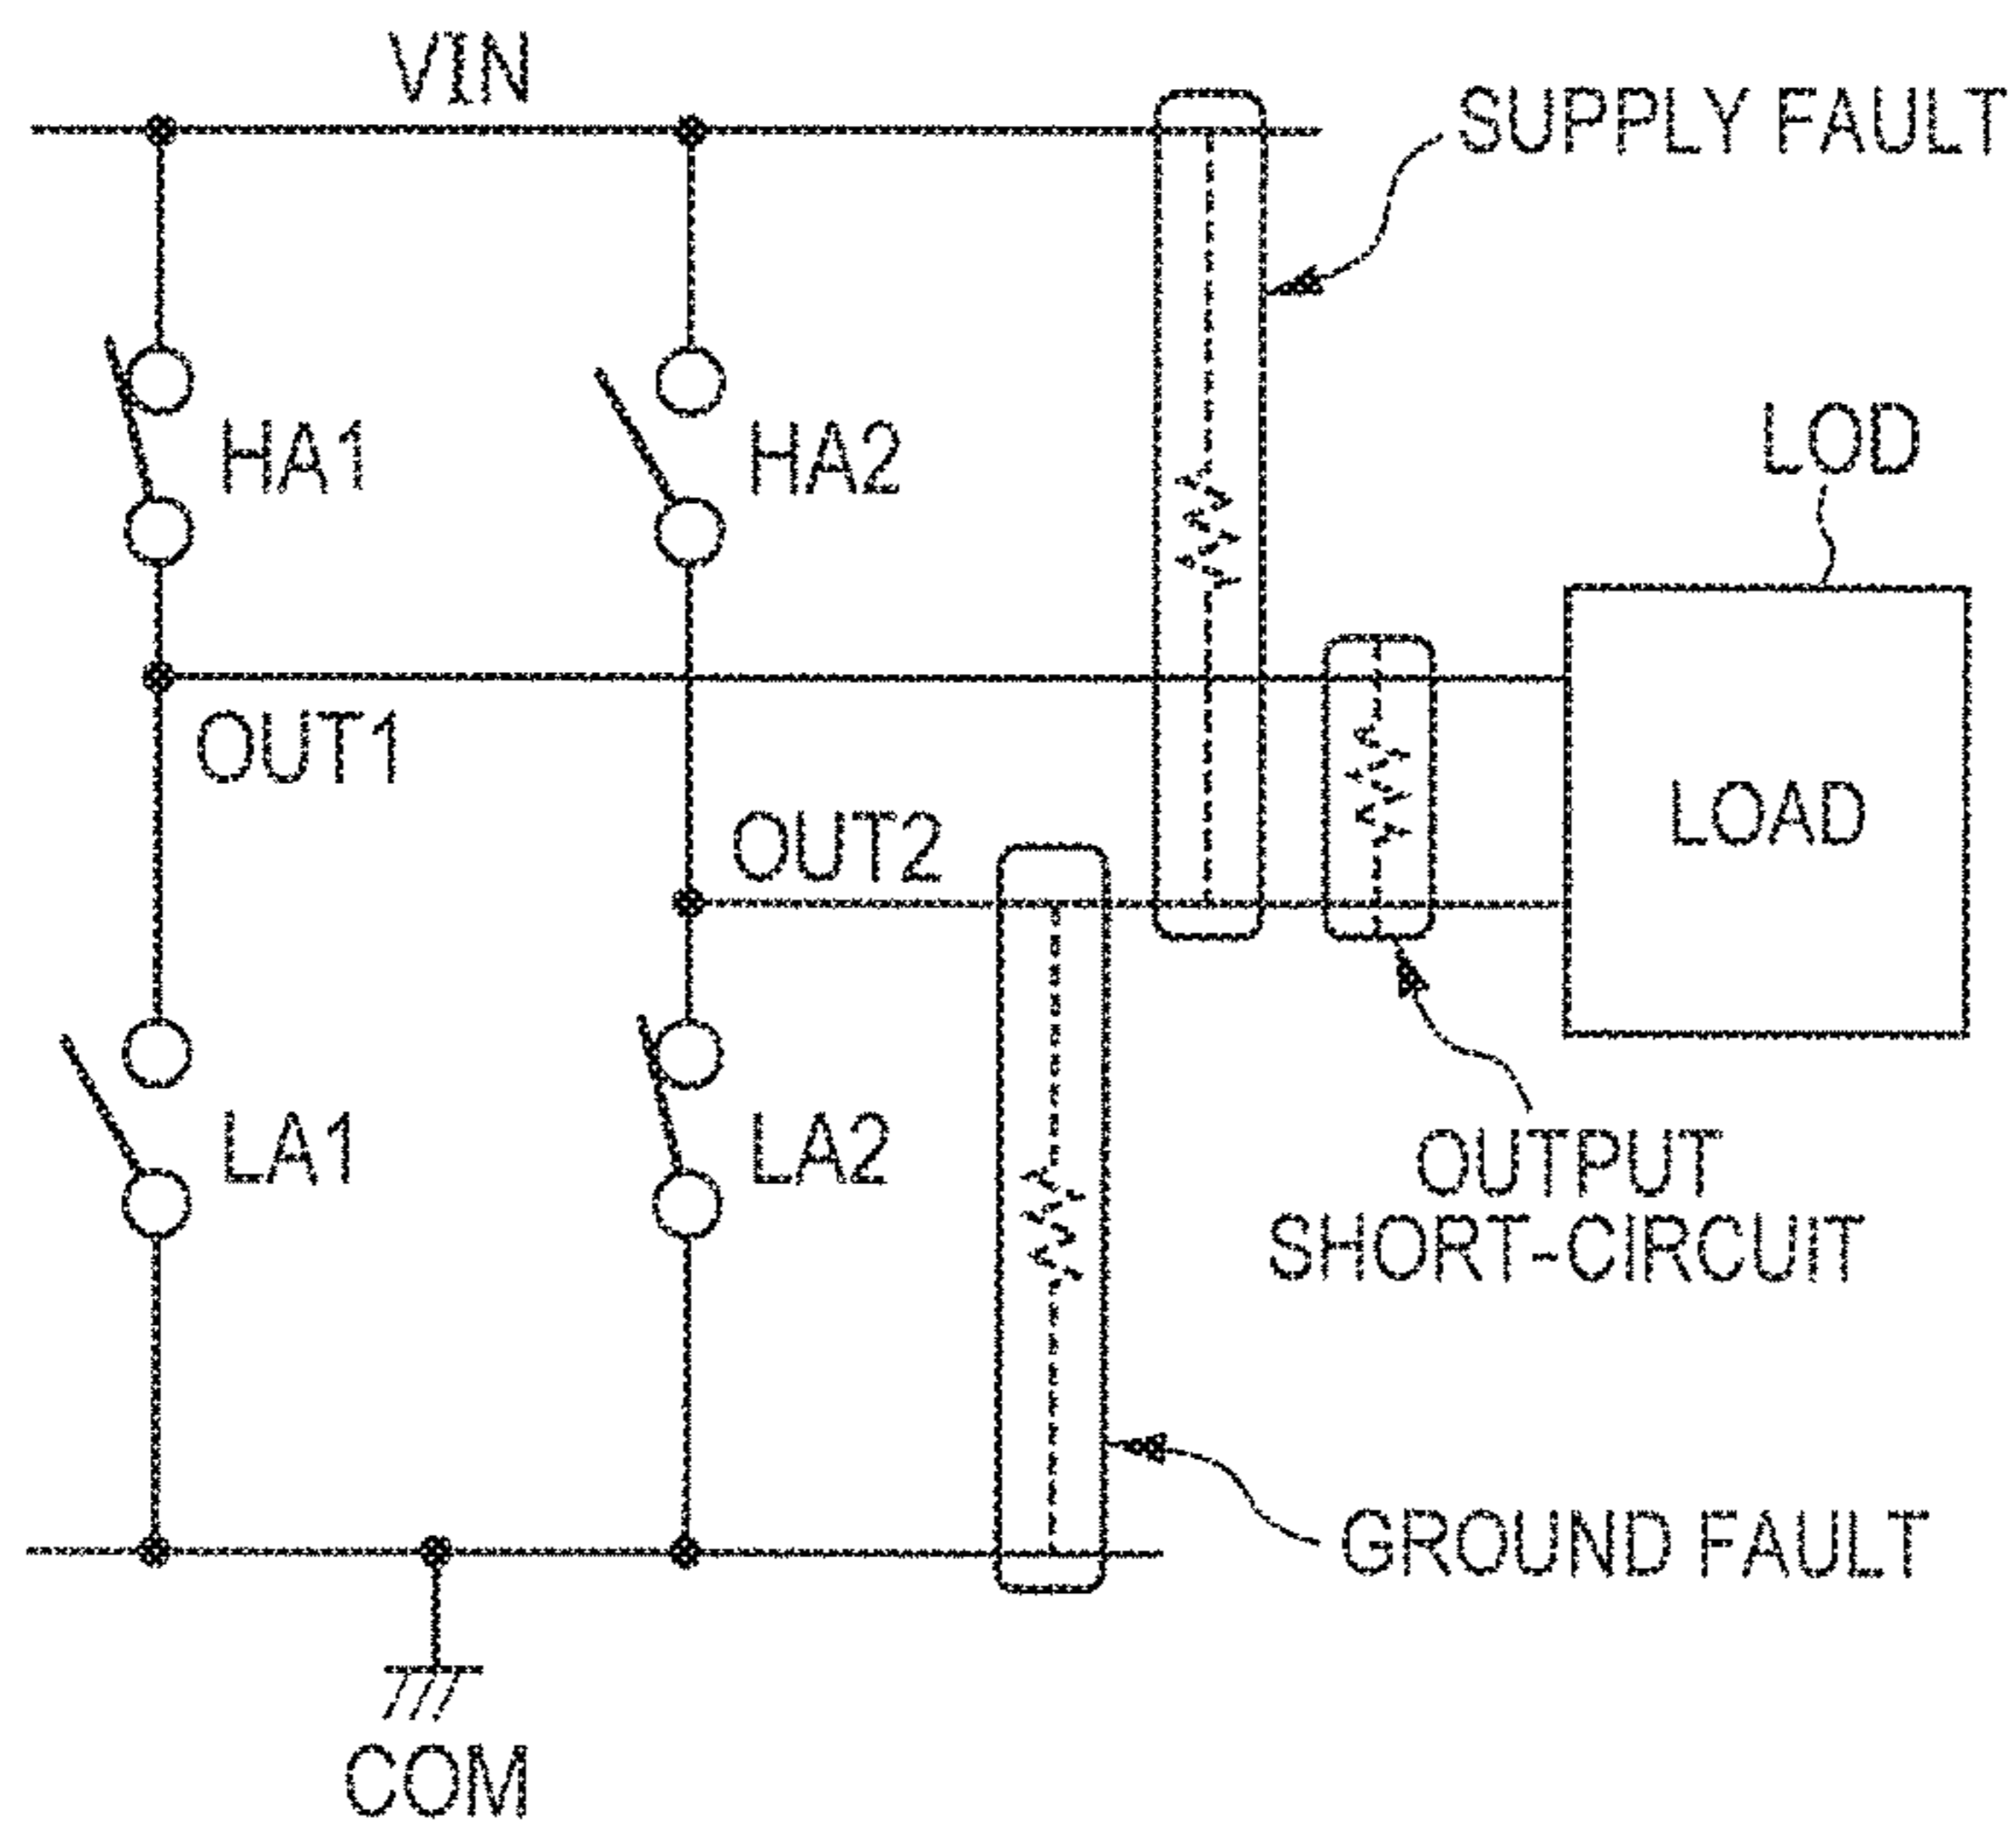 VIN
SUPPLY FAULT
HA1
HA2
LOD
OUT1
OUT2
LOAD
LA1
LA2
OUTPUT
SHORT-CIRCUIT
GROUND FAULT
COM